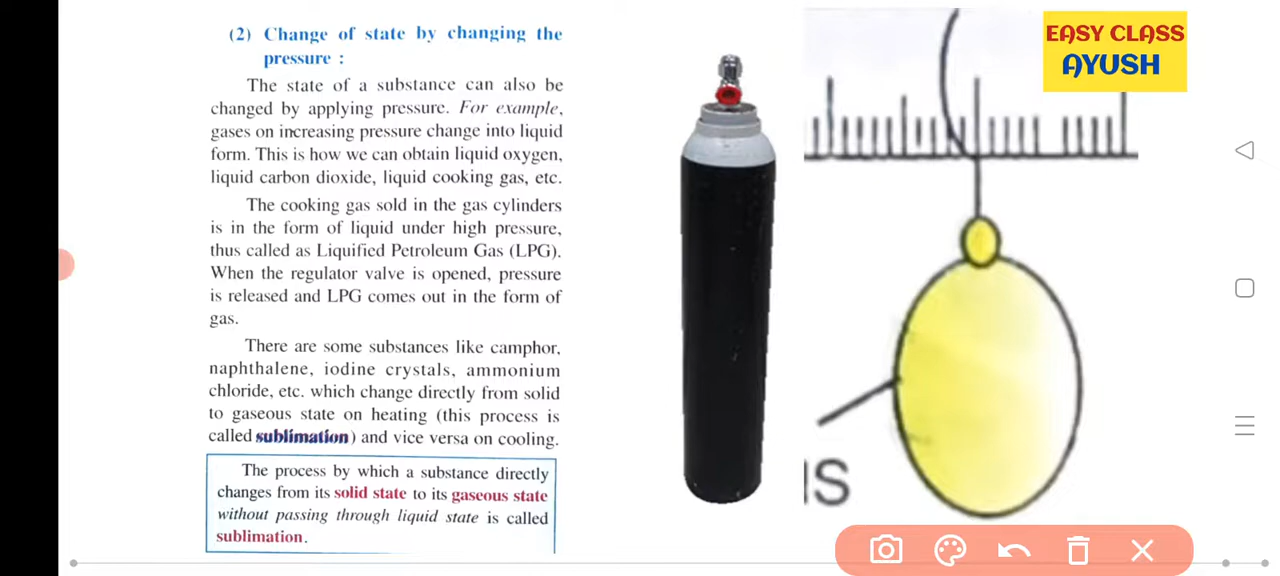 (2) Change of state by changing the
pressure :
The state of a substance can also be
changed by applying pressure. For example,
gases on increasing pressure change into liquid
form. This is how we can obtain liquid oxygen,
liquid carbon dioxide, liquid cooking gas, etc.
The cooking gas sold in the gas cylinders
is in the form of liquid under high pressure,
thus called as Liquified Petroleum Gas (LPG).
When the regulator valve is opened, pressure
is released and LPG comes out in the form of
gas.
There are some substances like camphor,
naphthalene, iodine crystals, ammonium
chloride, etc. which change directly from solid
to gaseous state on heating (this process is
called sublimation) and vice versa on cooling.
The process by which a substance directly
changes from its solid state to its gaseous state
without passing through liquid state is called
sublimation.
EASY CLASS
AYUSH
IS